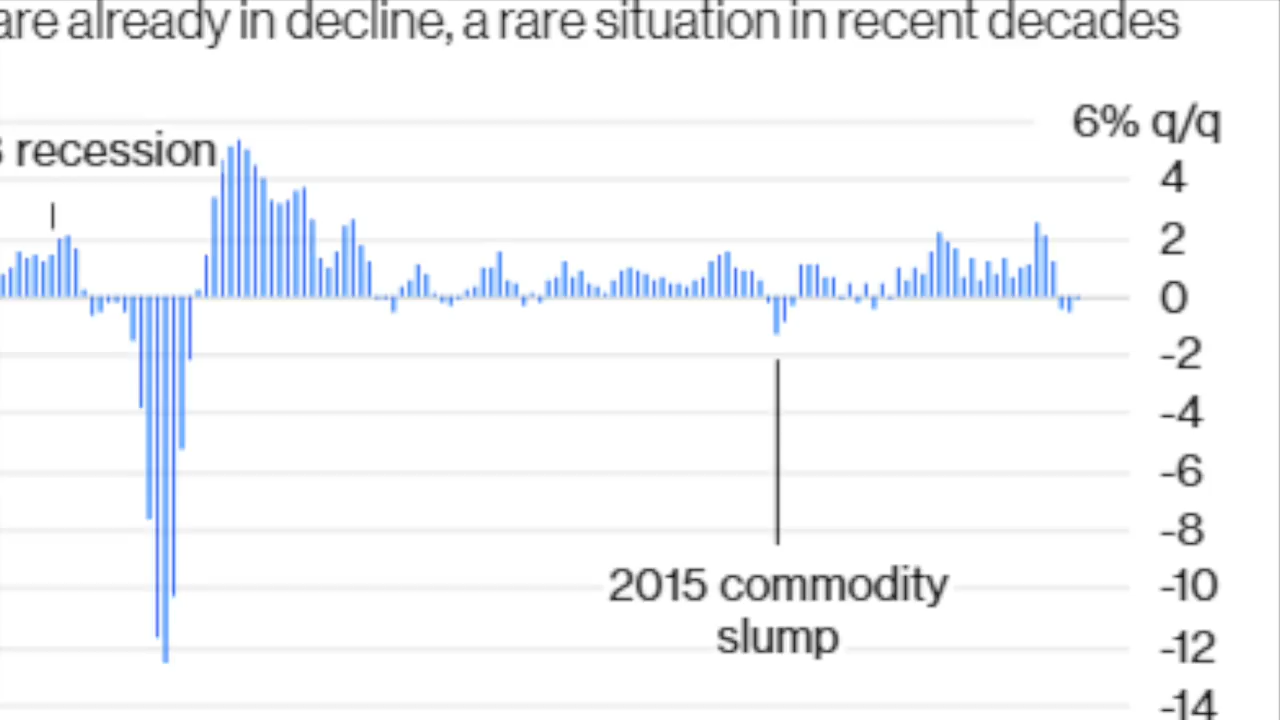 are already in decline, a rare situation in recent decades
6% q/q
recession
4
2
0
-2
-4
-6
-8
2015 commodity
-10
slump
-12
-14